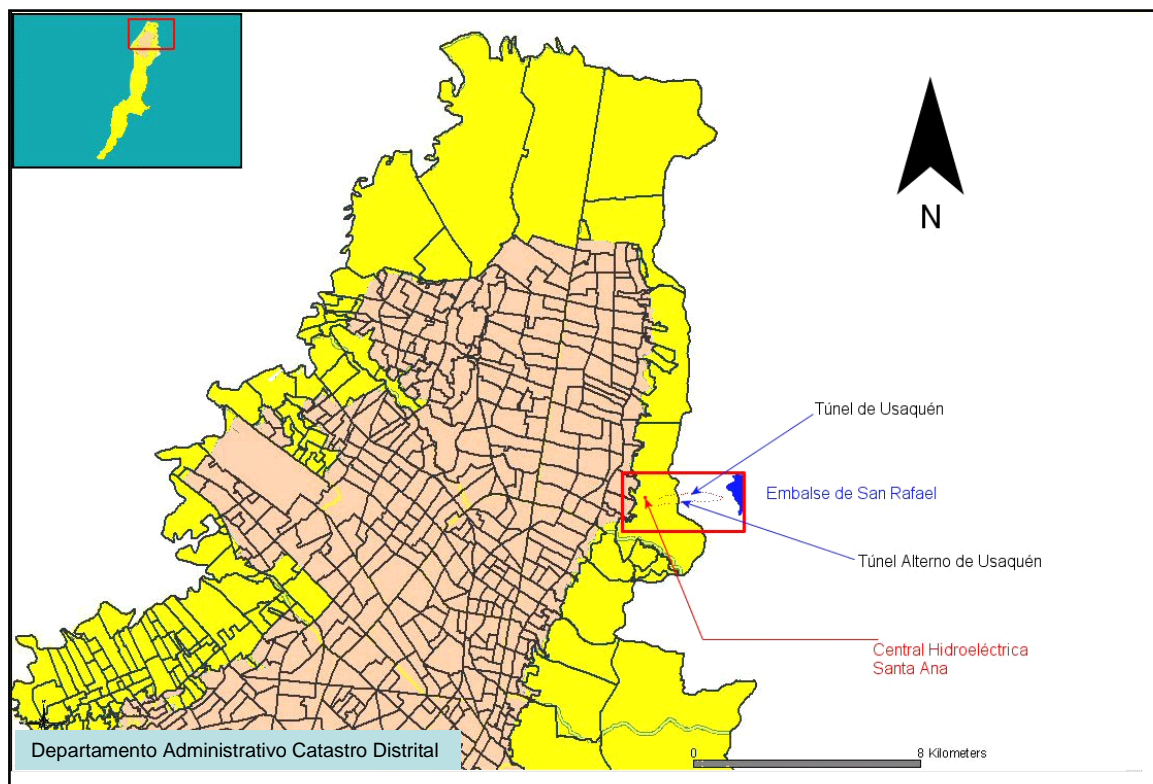 N
Túnel de Usaquén
Embalse de San Rafael
Túnel Alterno de Usaquén
Central Hidroeléctrica
Santa Ana
Departamento Administrativo Catastro Distrital
0
8 Kilometers